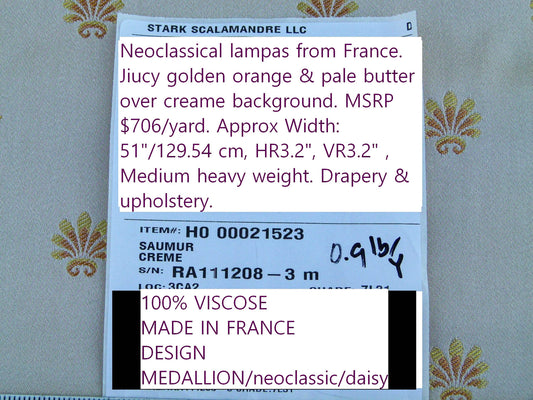 STARK SCALAMANDRE LLC
Neoclassical lampas from France.
Jiucy golden orange & pale butter
over creame background. MSRP
$706/yard. Approx Width:
51"/129.54 cm, HR3.2", VR3.2" ,
Medium heavy weight. Drapery &
upholstery.
ITEM#: H0 00021523
SAUMUR
CREME
S/N: RA111208-3 m
0.9 lb/Y
LOC: 3CA2
100% VISCOSE
MADE IN FRANCE
DESIGN
MEDALLION/neoclassic/daisy